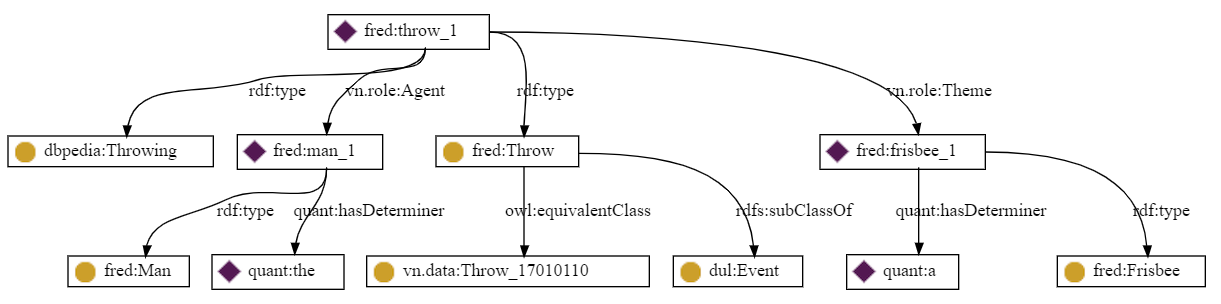 fred:throw_1
rdf:type
vn.role:Agent
rdf:type
vn.role:Theme
dbpedia:Throwing
fred:man_1
fred:Throw
fred:frisbee_1
rdf:type
quant:hasDeterminer
owl:equivalentClass
rdfs:subClassOf
quant:hasDeterminer
rdf:type
fred:Man
quant:the
vn.data:Throw_17010110
dul:Event
quant:a
fred:Frisbee